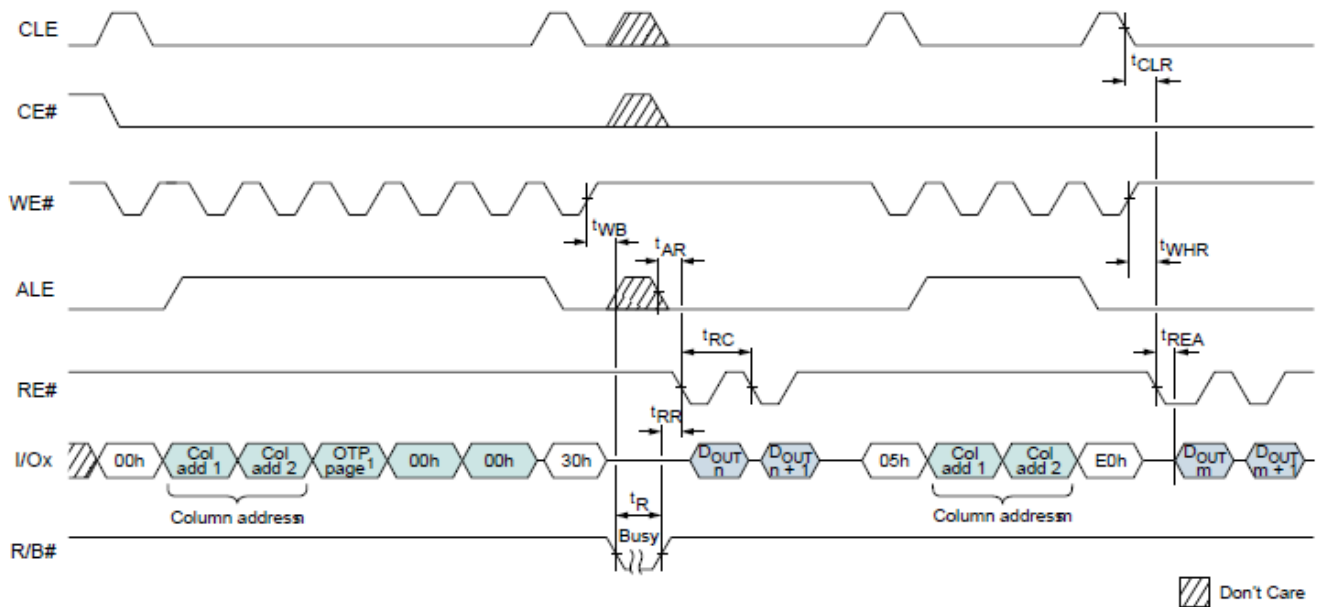 CLE
tCLR
CE#
WE#
tWB
tAR
tWHR
ALE
tRC
tREA
RE#
tRR
I/Ox
00h
Col add 1
Col add 2
OTP page1
00h
00h
30h
DOUT n
DOUT n + 1
05h
Col add 1
Col add 2
E0h
DOUT m
DOUT m + 1
Column address n
tR
Column address m
R/B#
Busy
Don't Care